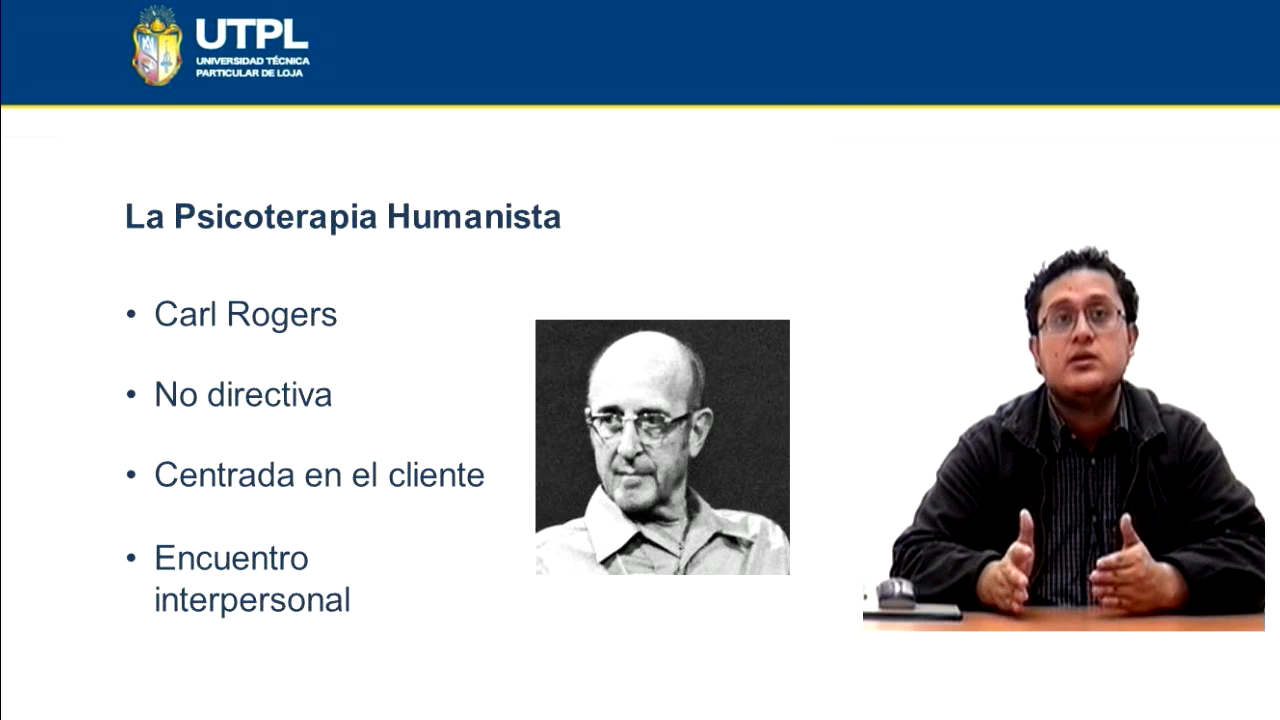 UTPL
UNIVERSIDAD TÉCNICA
PARTICULAR DE LOJA
La Psicoterapia Humanista
• Carl Rogers
• No directiva
• Centrada en el cliente
• Encuentro
interpersonal